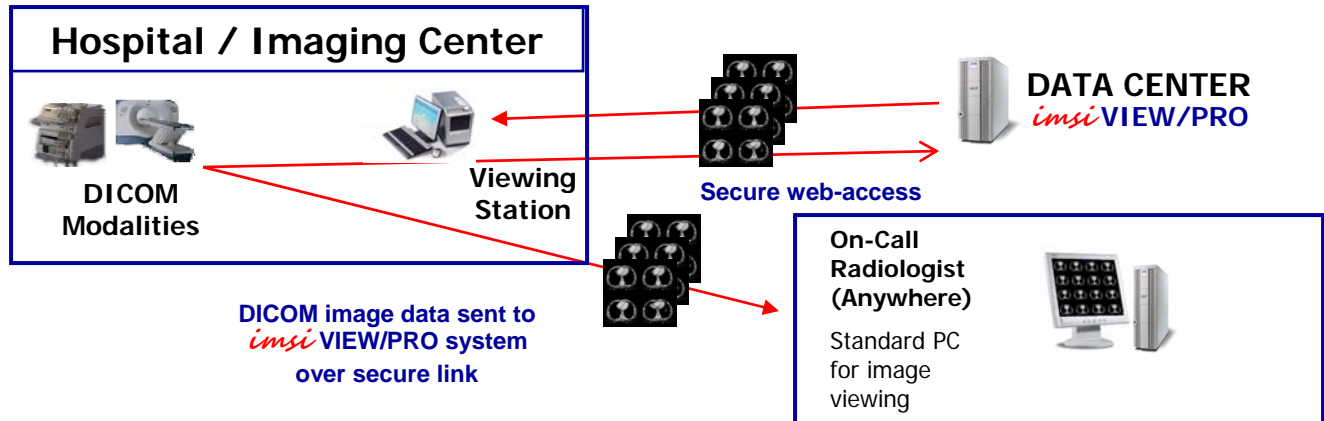 Hospital / Imaging Center
DATA CENTER
imsi VIEW/PRO
DICOM
Modalities
Viewing
Station
Secure web-access
DICOM image data sent to
imsi VIEW/PRO system
over secure link
On-Call
Radiologist
(Anywhere)
Standard PC
for image
viewing